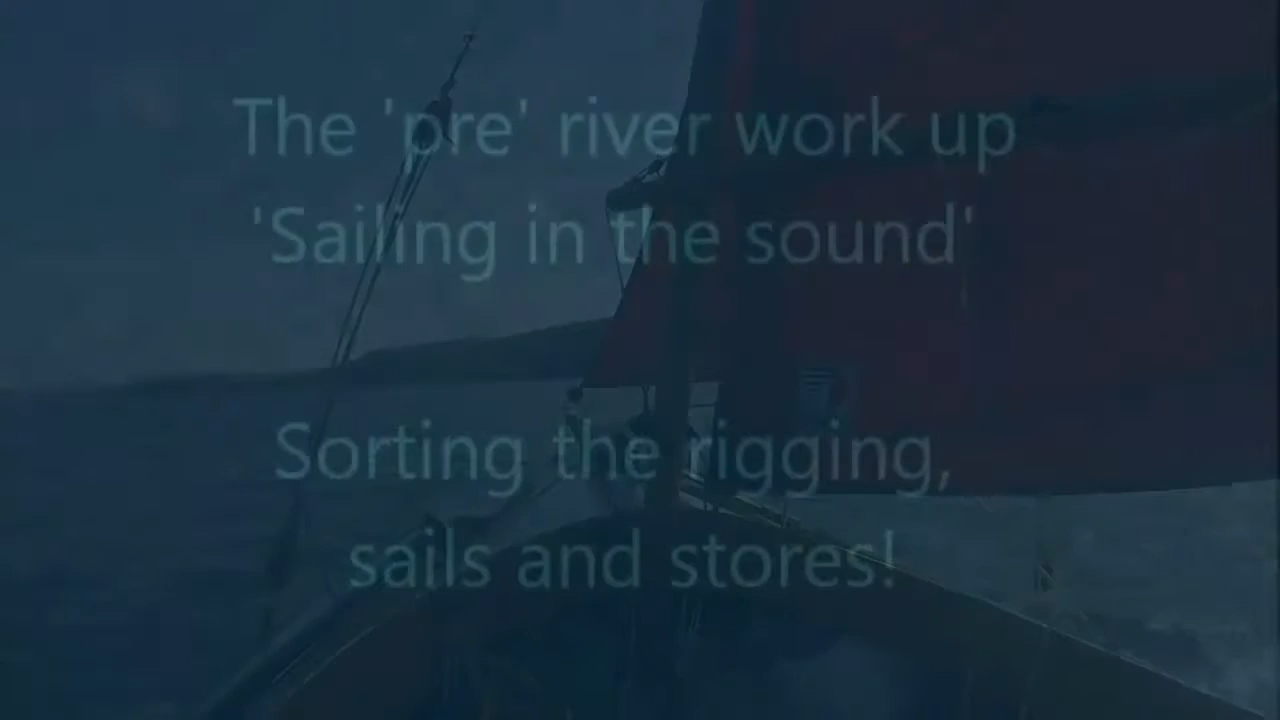 The 'pre' river work up
'Sailing in the sound'
Sorting the rigging,
sails and stores!